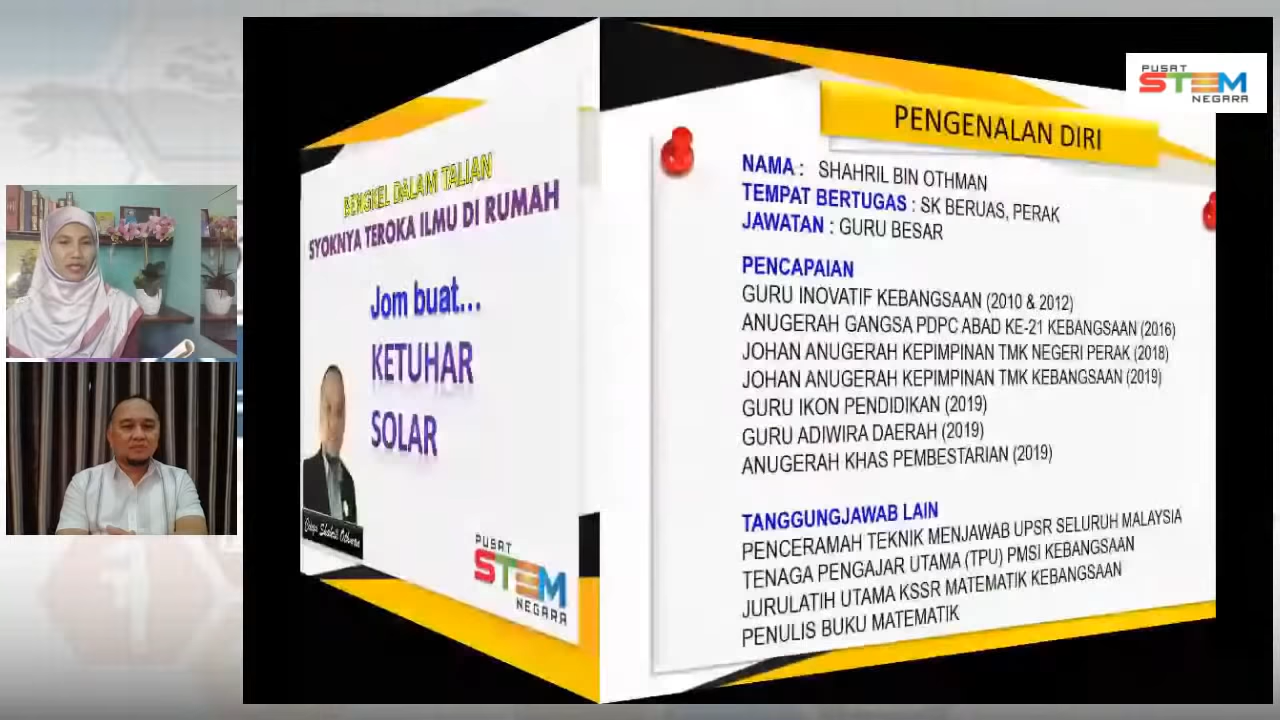 BENGKEL DALAM TALIAN
SYOKNYA TEROKA ILMU DI RUMAH
Jom buat...
KETUHAR
SOLAR
Cikgu Shahril Othman
PUSAT
STEM
NEGARA
PUSAT
STEM
NEGARA
PENGENALAN DIRI
NAMA : SHAHRIL BIN OTHMAN
TEMPAT BERTUGAS : SK BERUAS, PERAK
JAWATAN : GURU BESAR
PENCAPAIAN
GURU INOVATIF KEBANGSAAN (2010 & 2012)
ANUGERAH GANGSA PDPC ABAD KE-21 KEBANGSAAN (2016)
JOHAN ANUGERAH KEPIMPINAN TMK NEGERI PERAK (2018)
JOHAN ANUGERAH KEPIMPINAN TMK KEBANGSAAN (2019)
GURU IKON PENDIDIKAN (2019)
GURU ADIWIRA DAERAH (2019)
ANUGERAH KHAS PEMBESTARIAN (2019)
TANGGUNGJAWAB LAIN
PENCERAMAH TEKNIK MENJAWAB UPSR SELURUH MALAYSIA
TENAGA PENGAJAR UTAMA (TPU) PMSI KEBANGSAAN
JURULATIH UTAMA KSSR MATEMATIK KEBANGSAAN
PENULIS BUKU MATEMATIK